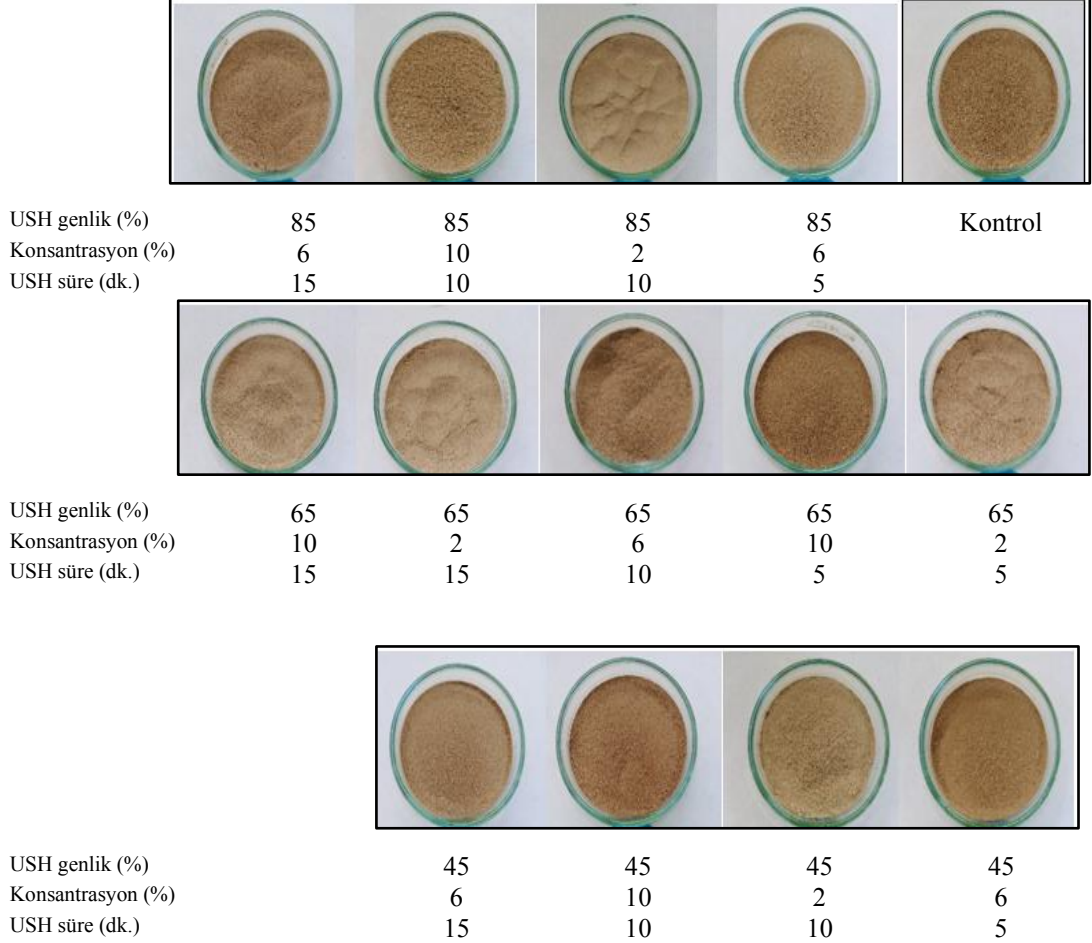 USH genlik (%) 85 85 85 85 Kontrol
Konsantrasyon (%) 6 10 2 6
USH süre (dk.) 15 10 10 5
USH genlik (%) 65 65 65 65 65
Konsantrasyon (%) 10 2 6 10 2
USH süre (dk.) 15 15 10 5 5
USH genlik (%) 45 45 45 45
Konsantrasyon (%) 6 10 2 6
USH süre (dk.) 15 10 10 5